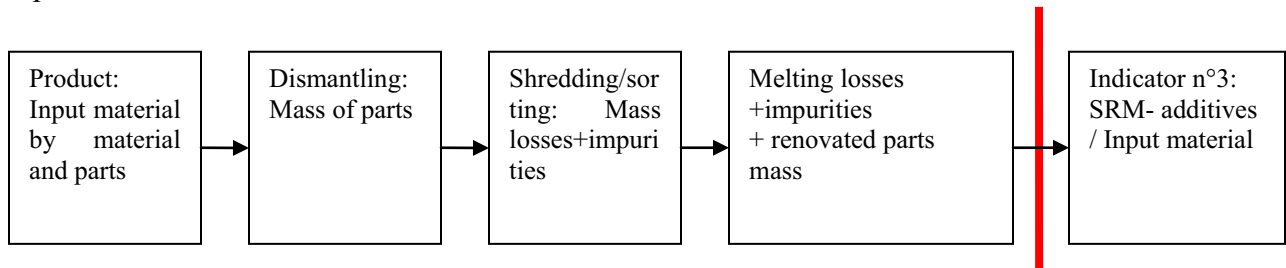 Product:
Input material
by material
and parts
Dismantling:
Mass of parts
Shredding/sor
ting: Mass
losses+impuri
ties
Melting losses
+impurities
+ renovated parts
mass
Indicator n°3:
SRM- additives
/ Input material